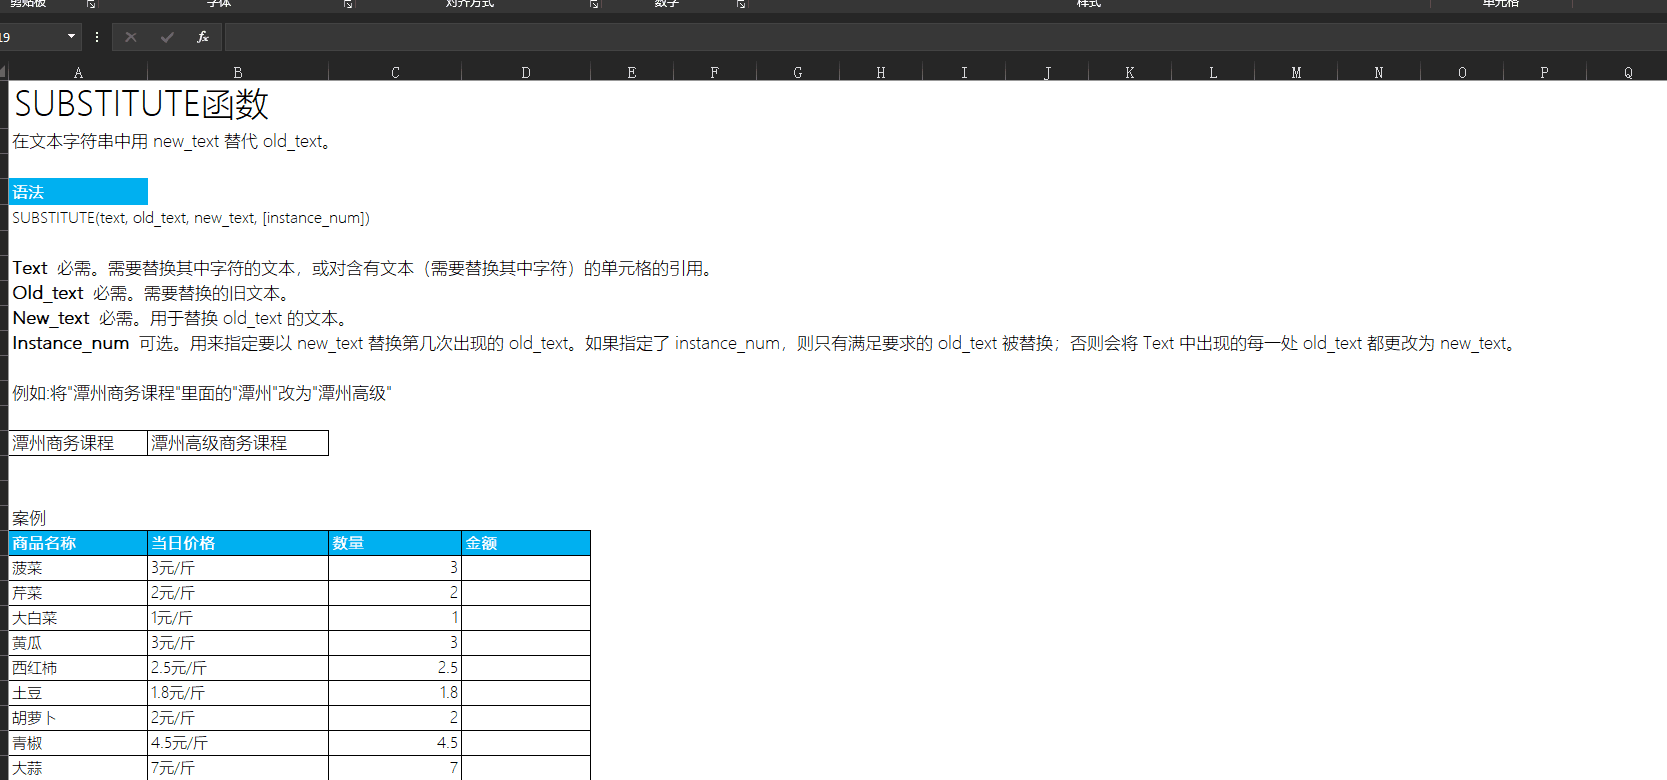 剪贴板 字体 对齐方式 数字 样式 单元格
19 fx
A B C D E F G H I J K L M N O P Q
SUBSTITUTE函数
在文本字符串中用 new_text 替代 old_text。
语法
SUBSTITUTE(text, old_text, new_text, [instance_num])
Text 必需。需要替换其中字符的文本，或对含有文本（需要替换其中字符）的单元格的引用。
Old_text 必需。需要替换的旧文本。
New_text 必需。用于替换 old_text 的文本。
Instance_num 可选。用来指定要以 new_text 替换第几次出现的 old_text。如果指定了 instance_num，则只有满足要求的 old_text 被替换；否则会将 Text 中出现的每一处 old_text 都更改为 new_text。
例如:将"潭州商务课程"里面的"潭州"改为"潭州高级"
潭州商务课程 潭州高级商务课程
案例
商品名称 当日价格 数量 金额
菠菜 3元/斤 3
芹菜 2元/斤 2
大白菜 1元/斤 1
黄瓜 3元/斤 3
西红柿 2.5元/斤 2.5
土豆 1.8元/斤 1.8
胡萝卜 2元/斤 2
青椒 4.5元/斤 4.5
大蒜 7元/斤 7